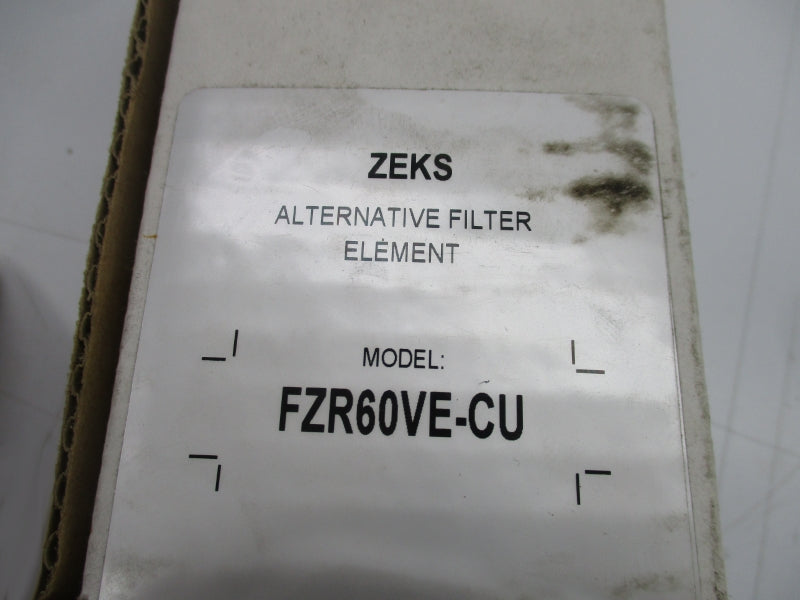 ZEKS
ALTERNATIVE FILTER
ELEMENT
MODEL:
FZR60VE-CU